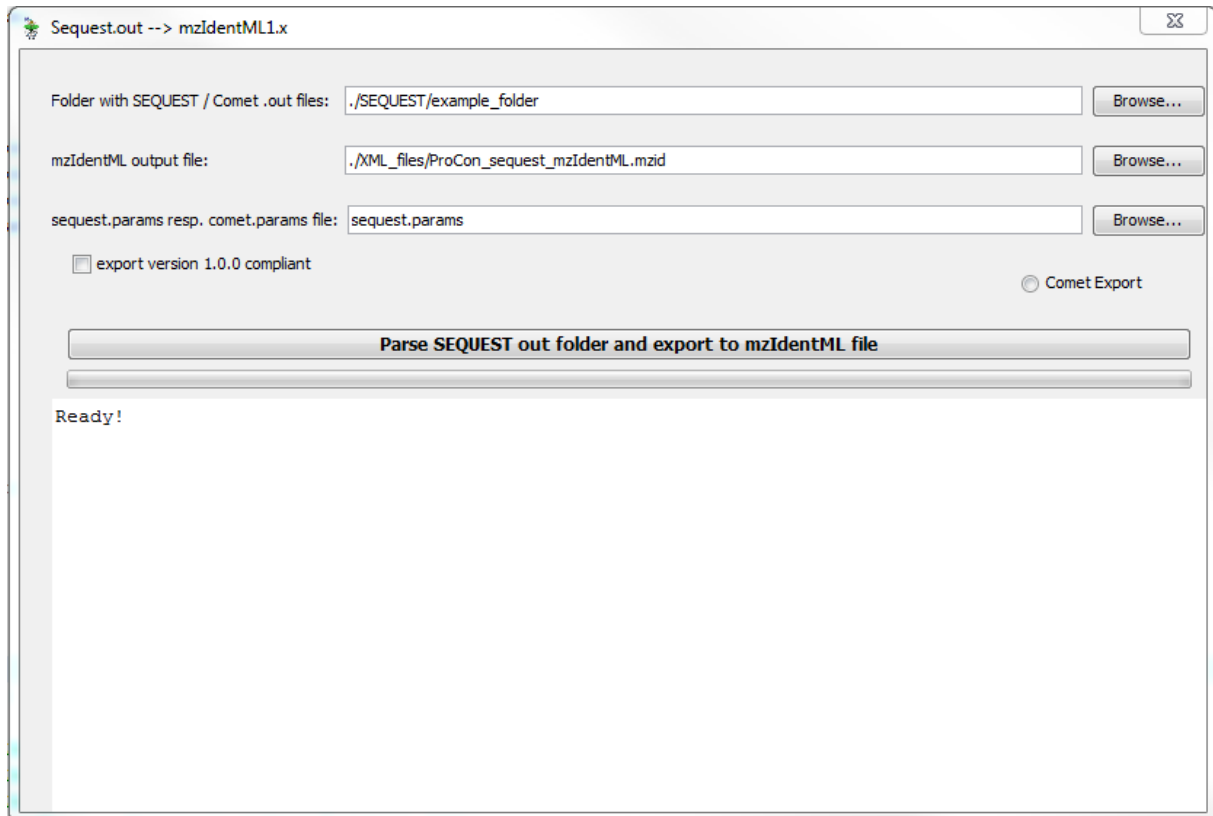 Sequest.out --> mzIdentML1.x
Folder with SEQUEST / Comet .out files: ./SEQUEST/example_folder Browse...
mzIdentML output file: ./XML_files/ProCon_sequest_mzIdentML.mzid Browse...
sequest.params resp. comet.params file: sequest.params Browse...
export version 1.0.0 compliant
Comet Export
Parse SEQUEST out folder and export to mzIdentML file
Ready!